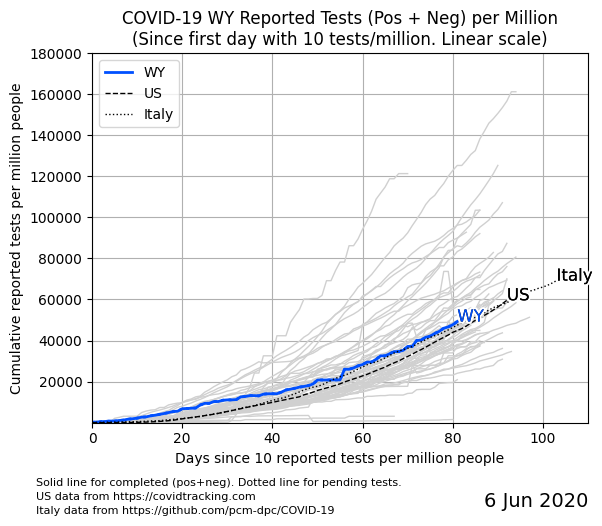 COVID-19 WY Reported Tests (Pos + Neg) per Million
(Since first day with 10 tests/million. Linear scale)
180000
160000
140000
120000
100000
80000
60000
40000
20000
Cumulative reported tests per million people
WY
US
Italy
Italy
US
WY
0
20
40
60
80
100
Days since 10 reported tests per million people
Solid line for completed (pos+neg). Dotted line for pending tests.
US data from https://covidtracking.com
Italy data from https://github.com/pcm-dpc/COVID-19
6 Jun 2020